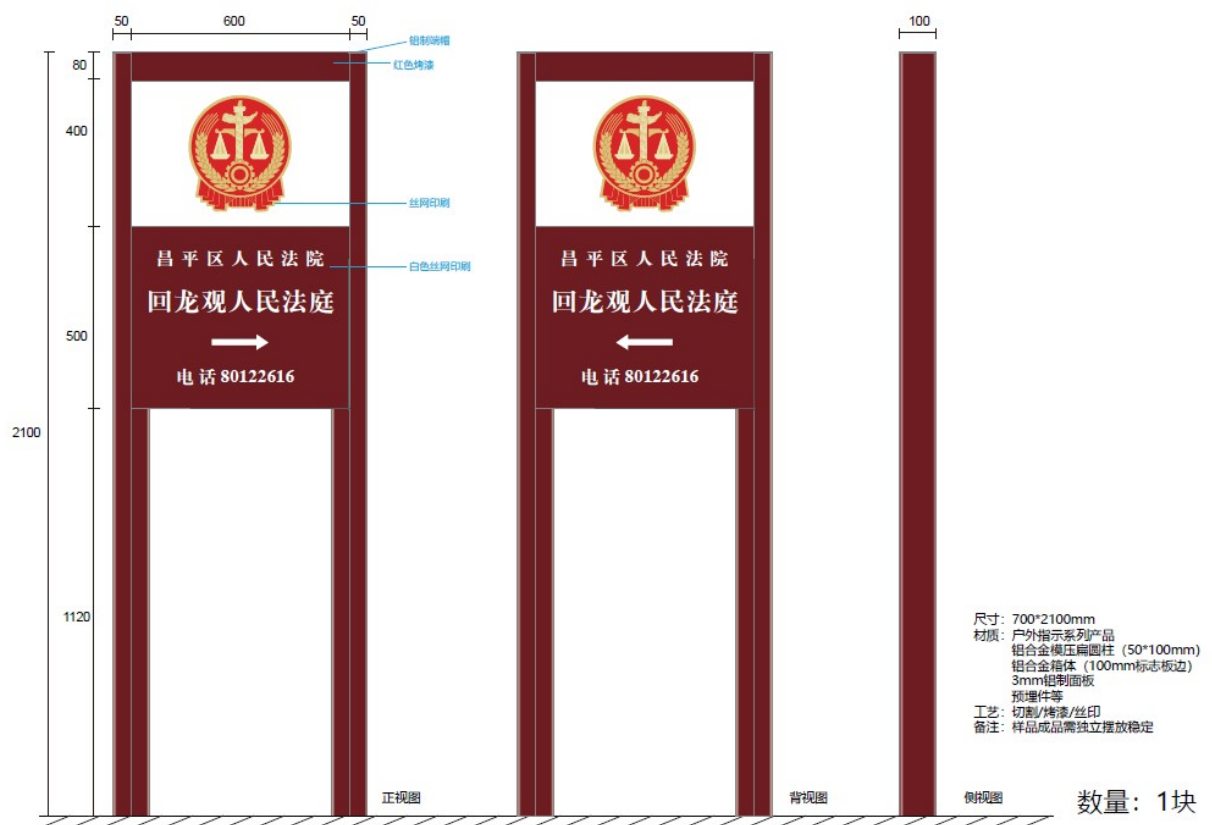 50
600
50
100
铝制端帽
80
红色烤漆
400
丝网印刷
昌平区人民法院
昌平区人民法院
白色丝网印刷
回龙观人民法庭
回龙观人民法庭
500
电话 80122616
电话 80122616
2100
1120
尺寸：700*2100mm
材质：户外指示系列产品
铝合金模压扁圆柱（50*100mm）
铝合金箱体（100mm标志板边）
3mm铝制面板
预埋件等
工艺：切割/烤漆/丝印
备注：样品成品需独立摆放稳定
正视图
背视图
侧视图
数量：1块